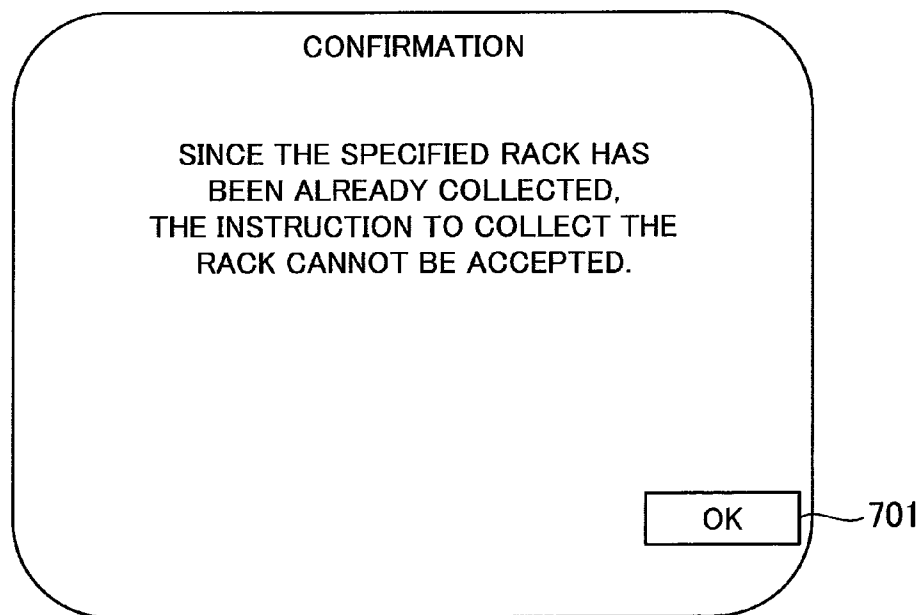 CONFIRMATION
SINCE THE SPECIFIED RACK HAS
BEEN ALREADY COLLECTED,
THE INSTRUCTION TO COLLECT THE
RACK CANNOT BE ACCEPTED.
OK
701